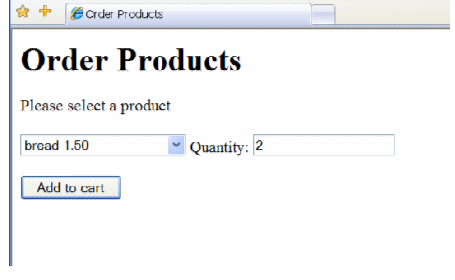 Order Products
Order Products
Please select a product
bread 1.50 Quantity: 2
Add to cart